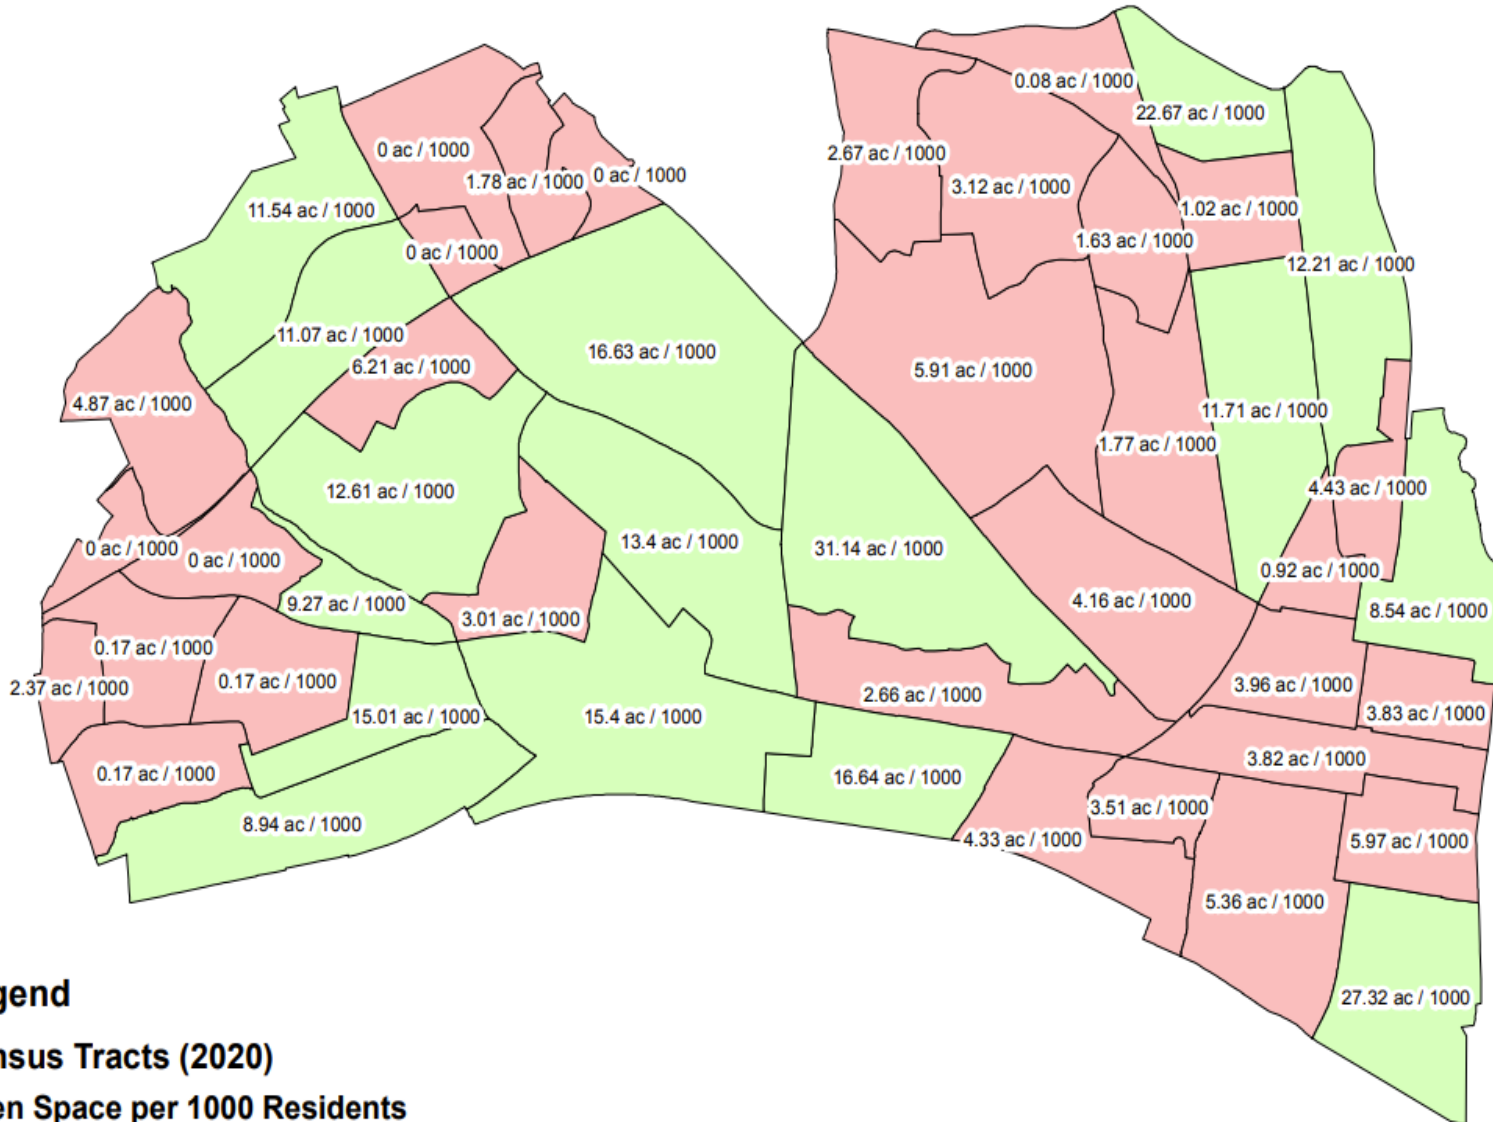 0.08 ac / 1000
22.67 ac / 1000
0 ac / 1000
2.67 ac / 1000
1.78 ac / 1000
0 ac / 1000
3.12 ac / 1000
11.54 ac / 1000
1.02 ac / 1000
1.63 ac / 1000
0 ac / 1000
12.21 ac / 1000
11.07 ac / 1000
16.63 ac / 1000
6.21 ac / 1000
5.91 ac / 1000
4.87 ac / 1000
11.71 ac / 1000
1.77 ac / 1000
12.61 ac / 1000
4.43 ac / 1000
13.4 ac / 1000
31.14 ac / 1000
0 ac / 1000
0 ac / 1000
0.92 ac / 1000
9.27 ac / 1000
4.16 ac / 1000
8.54 ac / 1000
3.01 ac / 1000
0.17 ac / 1000
0.17 ac / 1000
2.37 ac / 1000
3.96 ac / 1000
2.66 ac / 1000
15.01 ac / 1000
15.4 ac / 1000
3.83 ac / 1000
3.82 ac / 1000
0.17 ac / 1000
16.64 ac / 1000
3.51 ac / 1000
8.94 ac / 1000
4.33 ac / 1000
5.97 ac / 1000
5.36 ac / 1000
27.32 ac / 1000
gend
nsus Tracts (2020)
en Space per 1000 Residents